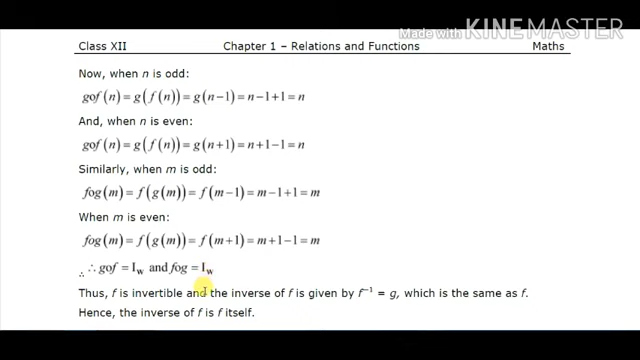 Made with KINEMASTER
Class XII Chapter 1 – Relations and Functions Maths
Now, when n is odd:
gof(n) = g(f(n)) = g(n−1) = n−1+1 = n
And, when n is even:
gof(n) = g(f(n)) = g(n+1) = n+1−1 = n
Similarly, when m is odd:
fog(m) = f(g(m)) = f(m−1) = m−1+1 = m
When m is even:
fog(m) = f(g(m)) = f(m+1) = m+1−1 = m
∴ ∴ gof = I_W and fog = I_W
Thus, f is invertible and the inverse of f is given by f⁻¹ = g, which is the same as f.
Hence, the inverse of f is f itself.